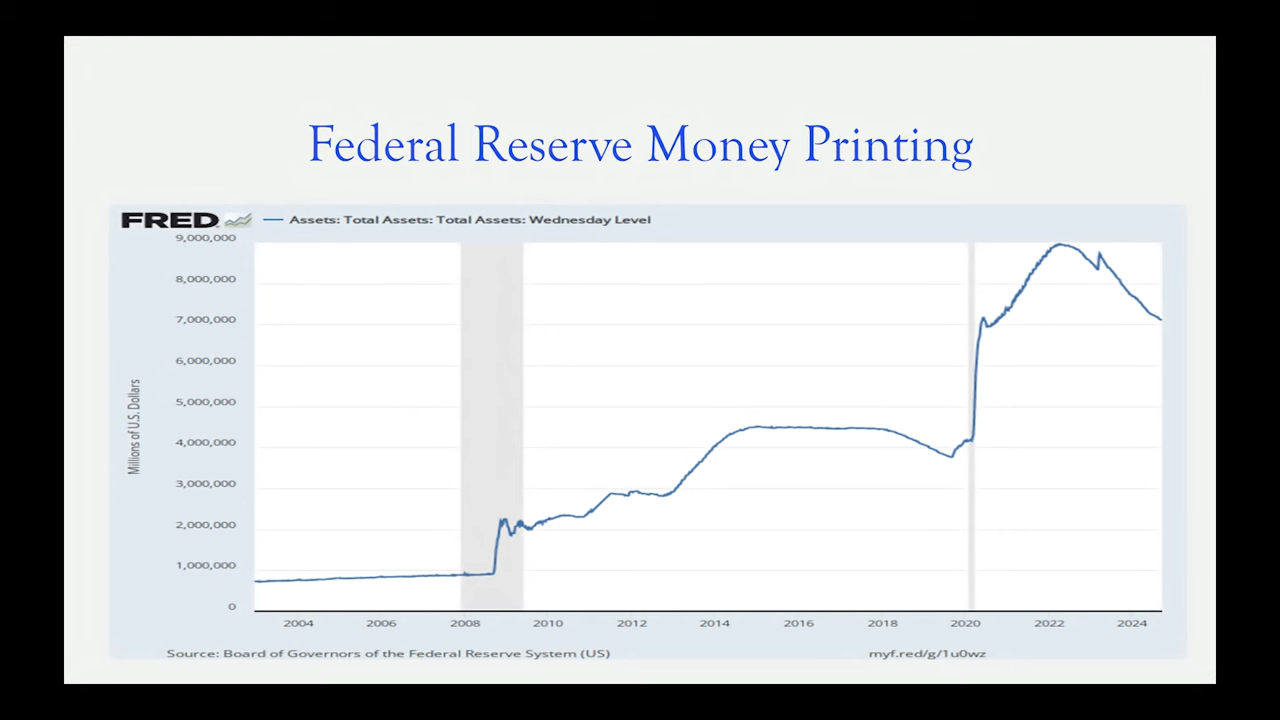 Federal Reserve Money Printing
FRED Assets: Total Assets: Total Assets: Wednesday Level
9,000,000
8,000,000
7,000,000
6,000,000
5,000,000
4,000,000
3,000,000
2,000,000
1,000,000
0
Millions of U.S. Dollars
2004 2006 2008 2010 2012 2014 2016 2018 2020 2022 2024
Source: Board of Governors of the Federal Reserve System (US) myf.red/g/1u0wz